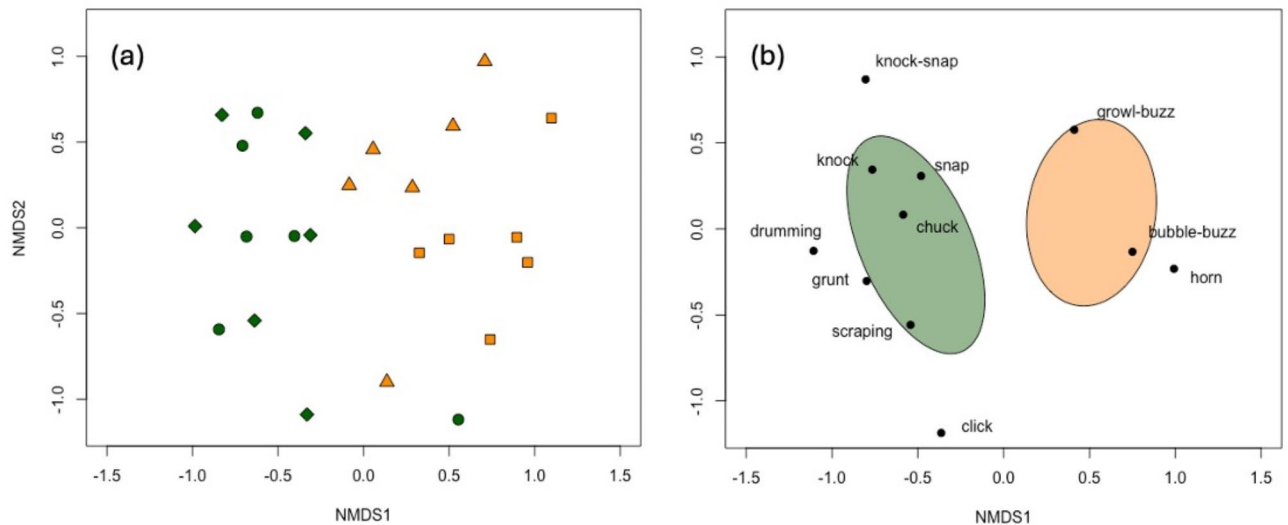 (a)
1.0
0.5
0.0
-0.5
-1.0
NMDS2
-1.5 -1.0 -0.5 0.0 0.5 1.0 1.5
NMDS1
(b)
1.0
0.5
0.0
-0.5
-1.0
knock-snap
growl-buzz
knock
snap
chuck
drumming
bubble-buzz
grunt
horn
scraping
click
-1.5 -1.0 -0.5 0.0 0.5 1.0 1.5
NMDS1